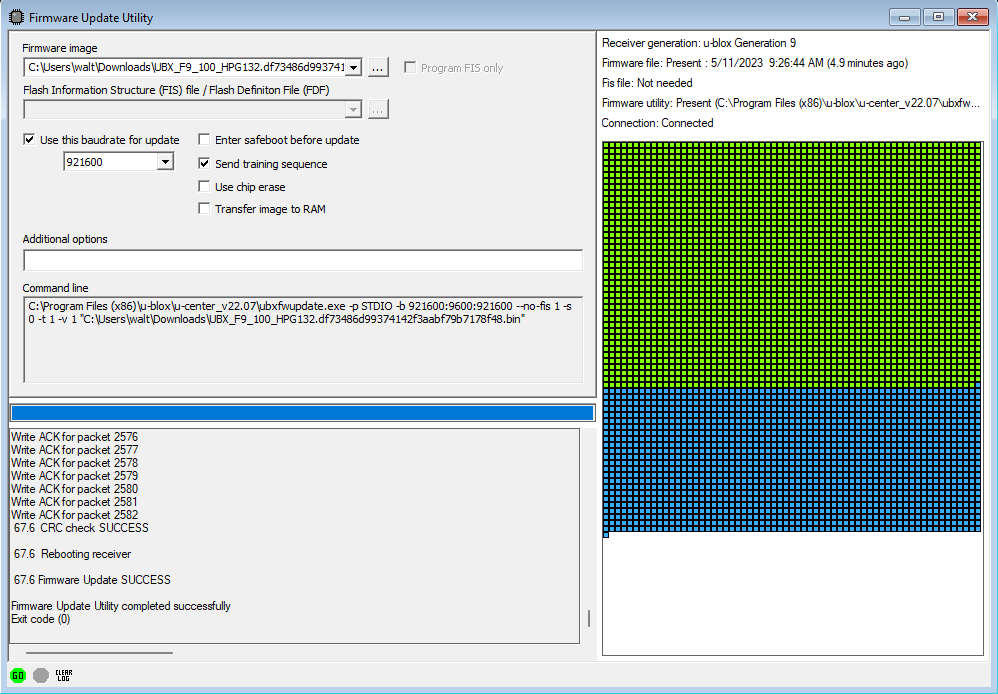 Firmware Update Utility
Firmware image
C:\Users\walt\Downloads\UBX_F9_100_HPG132.df73486d993741
...
Program FIS only
Flash Information Structure (FIS) file / Flash Definiton File (FDF)
...
Use this baudrate for update
Enter safeboot before update
921600
Send training sequence
Use chip erase
Transfer image to RAM
Additional options
Command line
C:\Program Files (x86)\u-blox\u-center_v22.07\ubxfwupdate.exe -p STDIO -b 921600:9600:921600 --no-fis 1 -s
0 -t 1 -v 1 "C:\Users\walt\Downloads\UBX_F9_100_HPG132.df73486d99374142f3aabf79b7178f48.bin"
Write ACK for packet 2576
Write ACK for packet 2577
Write ACK for packet 2578
Write ACK for packet 2579
Write ACK for packet 2580
Write ACK for packet 2581
Write ACK for packet 2582
67.6 CRC check SUCCESS
67.6 Rebooting receiver
67.6 Firmware Update SUCCESS
Firmware Update Utility completed successfully
Exit code (0)
GO
CLEAR
LOG
Receiver generation: u-blox Generation 9
Firmware file: Present : 5/11/2023 9:26:44 AM (4.9 minutes ago)
Fis file: Not needed
Firmware utility: Present (C:\Program Files (x86)\u-blox\u-center_v22.07\ubxfw...
Connection: Connected